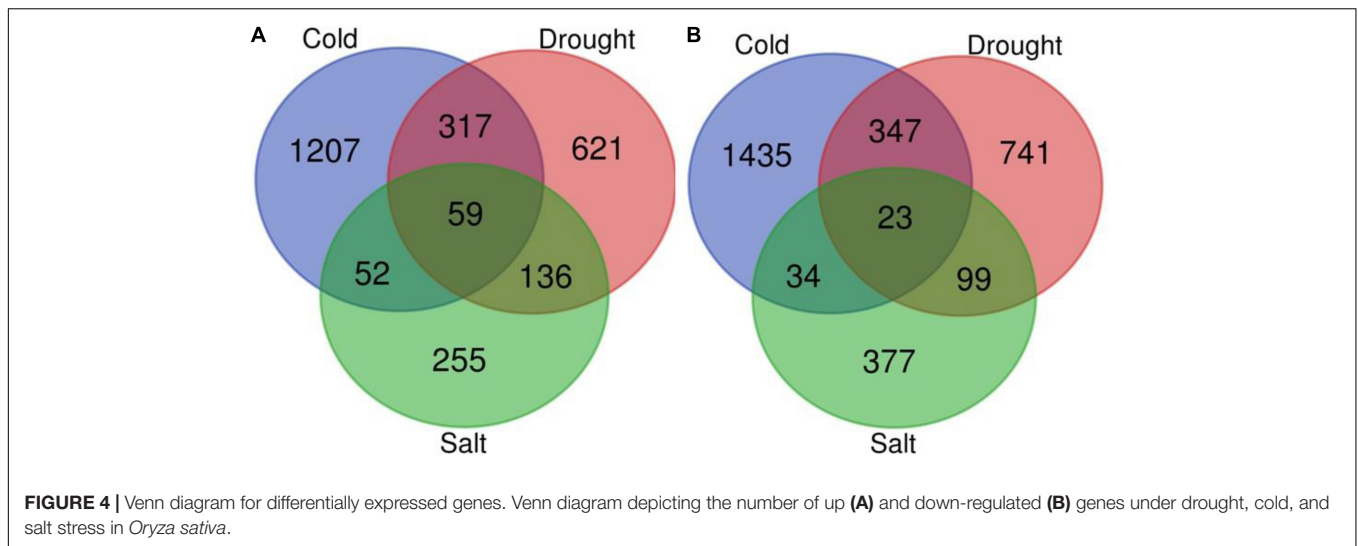 A
Cold
Drought
1207
317
621
59
52
136
255
Salt
B
Cold
Drought
1435
347
741
23
34
99
377
Salt
FIGURE 4 | Venn diagram for differentially expressed genes. Venn diagram depicting the number of up (A) and down-regulated (B) genes under drought, cold, and
salt stress in Oryza sativa.